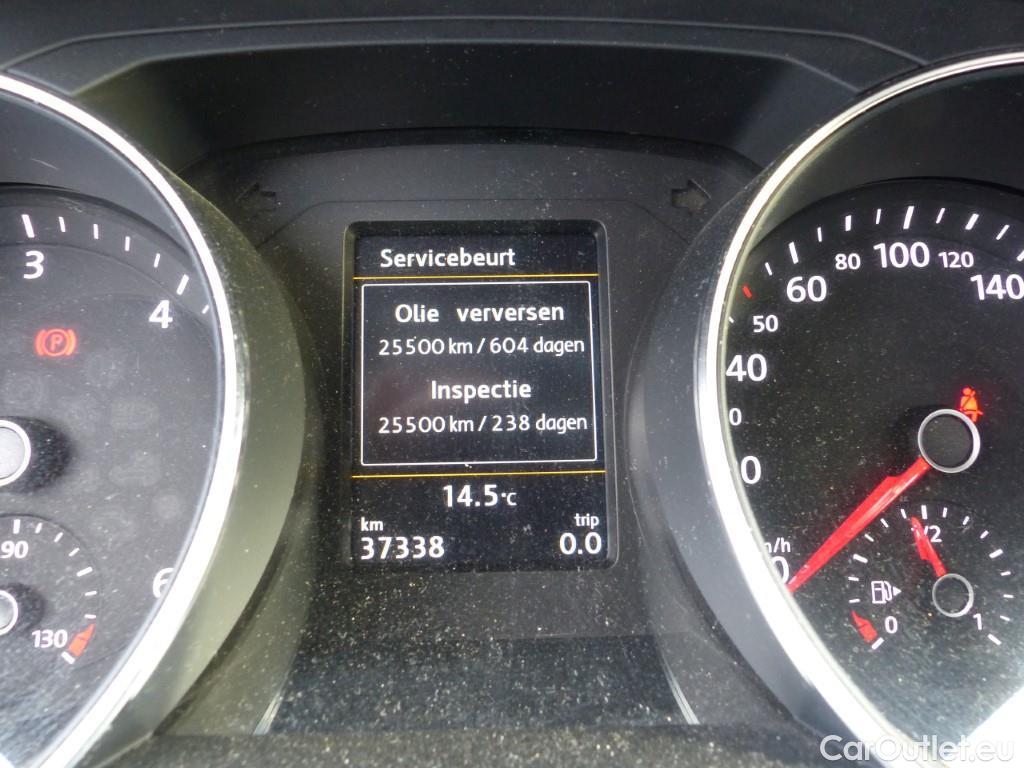 Servicebeurt
Olie verversen
25500 km / 604 dagen
Inspectie
25500 km / 238 dagen
14.5 °C
km trip
37338 0.0
3
4
6
P
90
130
40
50
60
80
100
120
140
0
1/2
1
CarOutlet.eu